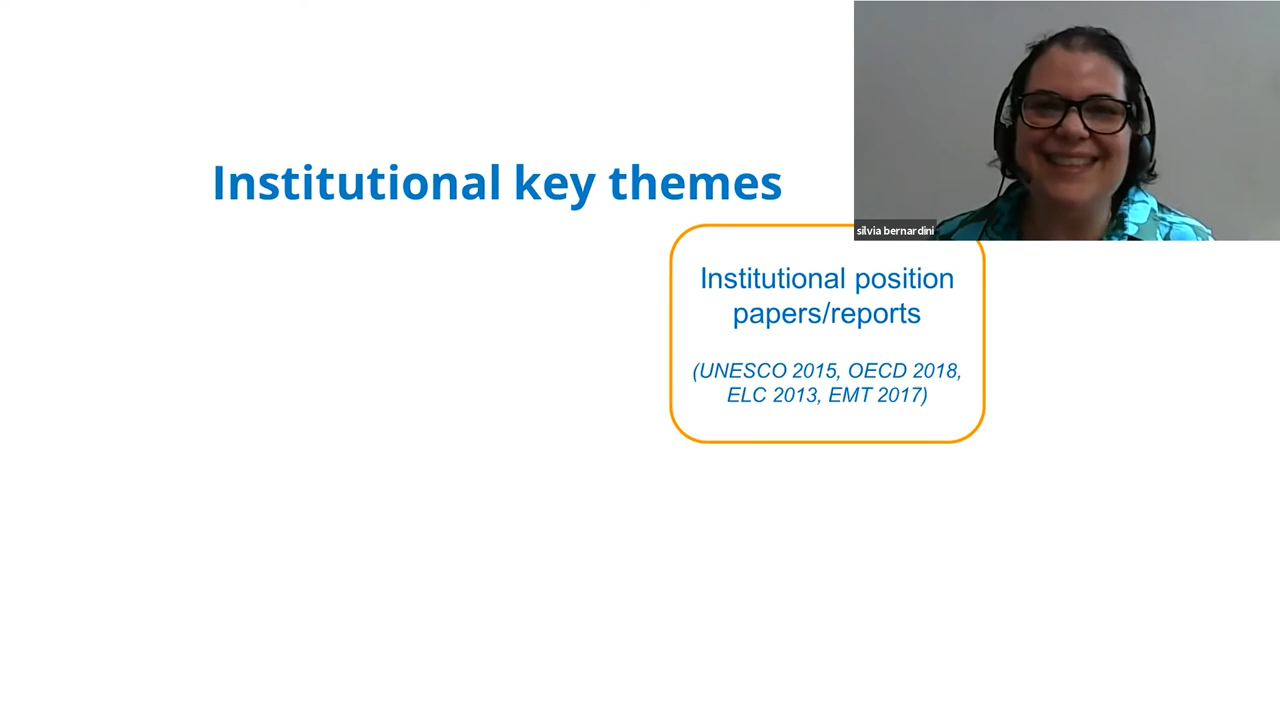 Institutional key themes
silvia bernardini
Institutional position
papers/reports
(UNESCO 2015, OECD 2018,
ELC 2013, EMT 2017)